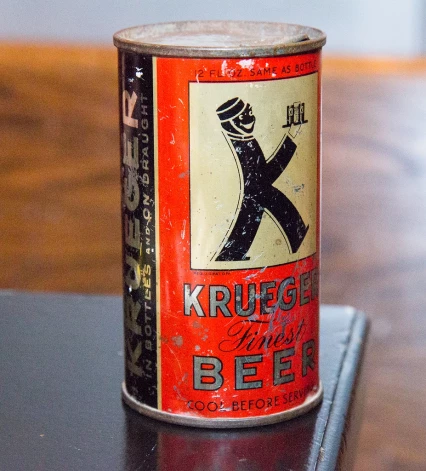 12 FL. OZ. SAME AS BOTTLE
KRUEGER
Finest
BEER
COOL BEFORE SERVING
KRUEGER
IN BOTTLES AND ON DRAUGHT